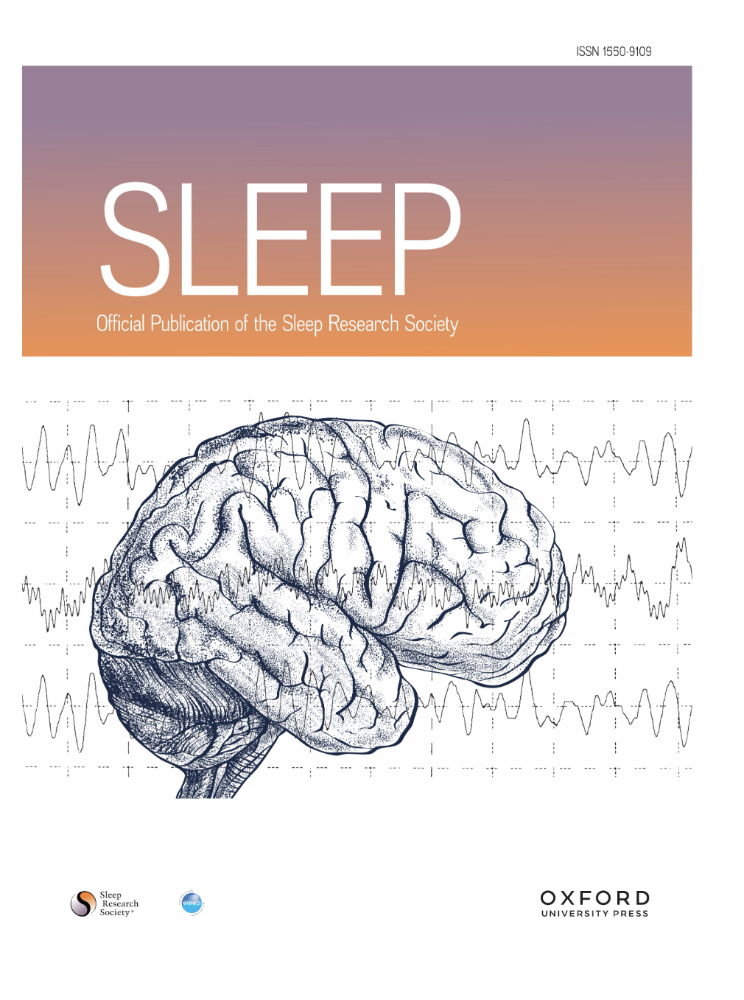 ISSN 1550-9109
SLEEP
Official Publication of the Sleep Research Society
Sleep
Research
Society®
sleep
OXFORD
UNIVERSITY PRESS